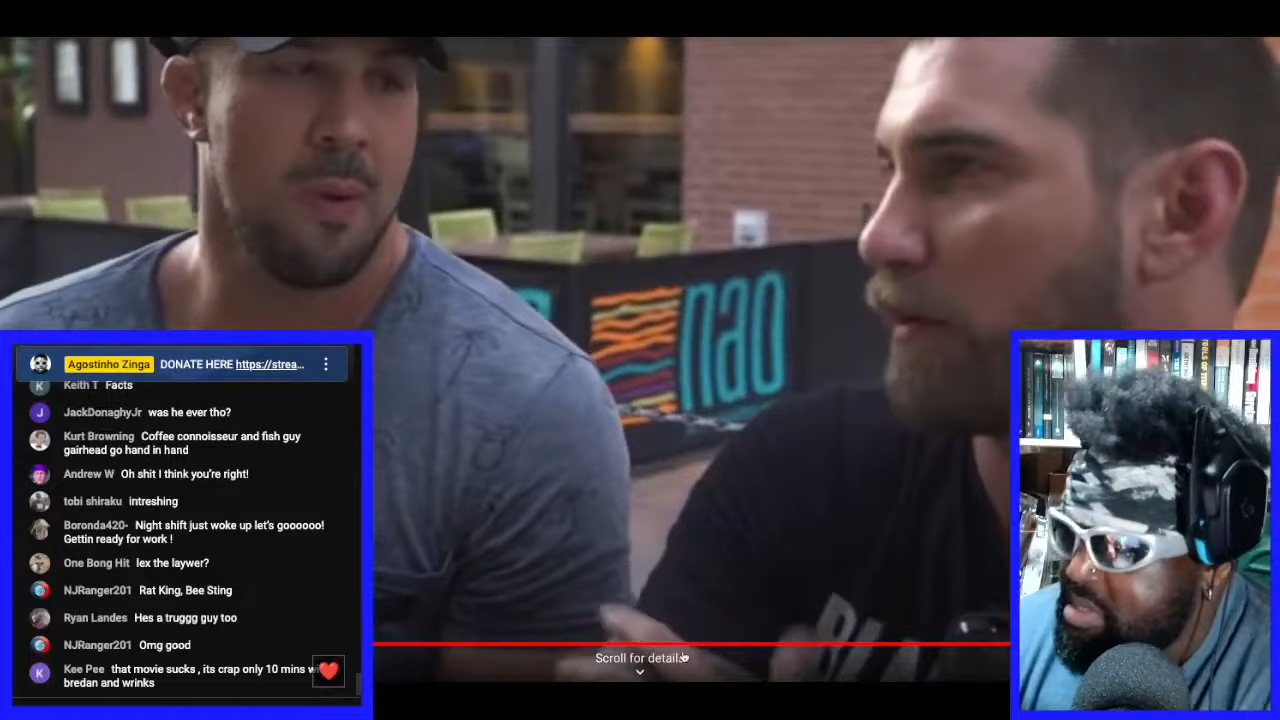 nao
BLA
Agostinho Zinga DONATE HERE https://strea...
K Keith T Facts
J JackDonaghyJr was he ever tho?
Kurt Browning Coffee connoisseur and fish guy
gairhead go hand in hand
Andrew W Oh shit I think you're right!
tobi shiraku intreshing
Boronda420- Night shift just woke up let's goooooo!
Gettin ready for work !
One Bong Hit lex the laywer?
NJRanger201 Rat King, Bee Sting
Ryan Landes Hes a truggg guy too
NJRanger201 Omg good
K Kee Pee that movie sucks , its crap only 10 mins
bredan and wrinks
Scroll for details